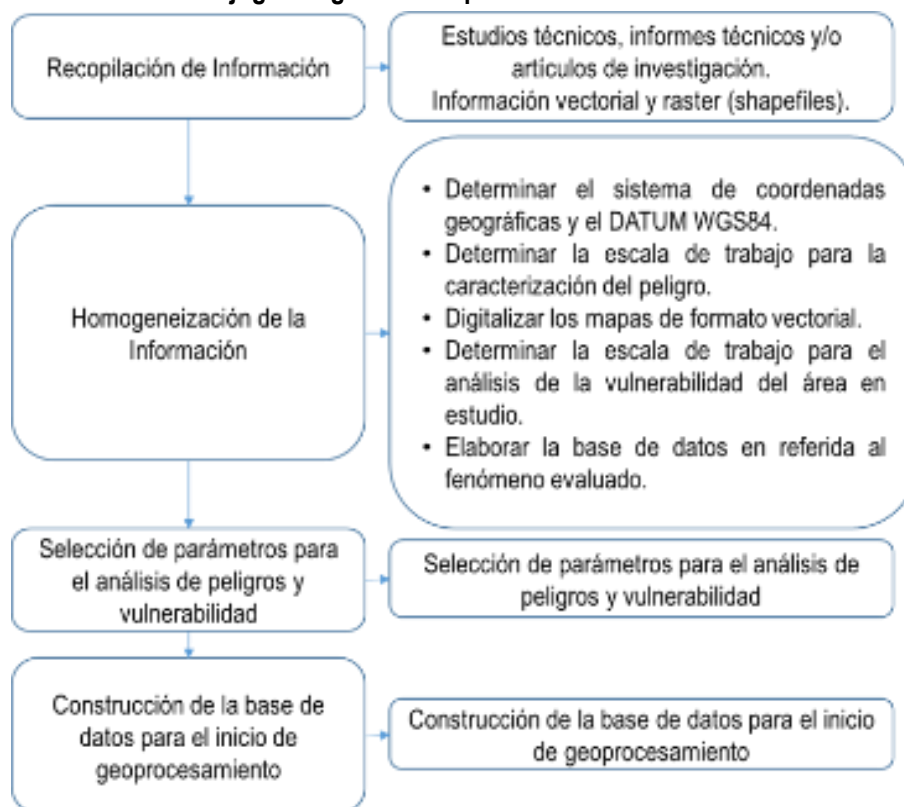 Recopilación de Información
Estudios técnicos, informes técnicos y/o
artículos de investigación.
Información vectorial y raster (shapefiles).
Homogeneización de la
Información
• Determinar el sistema de coordenadas
geográficas y el DATUM WGS84.
• Determinar la escala de trabajo para la
caracterización del peligro.
• Digitalizar los mapas de formato vectorial.
• Determinar la escala de trabajo para el
análisis de la vulnerabilidad del área en
estudio.
• Elaborar la base de datos en referida al
fenómeno evaluado.
Selección de parámetros para
el análisis de peligros y
vulnerabilidad
Selección de parámetros para el análisis de
peligros y vulnerabilidad
Construcción de la base de
datos para el inicio de
geoprocesamiento
Construcción de la base de datos para el inicio
de geoprocesamiento